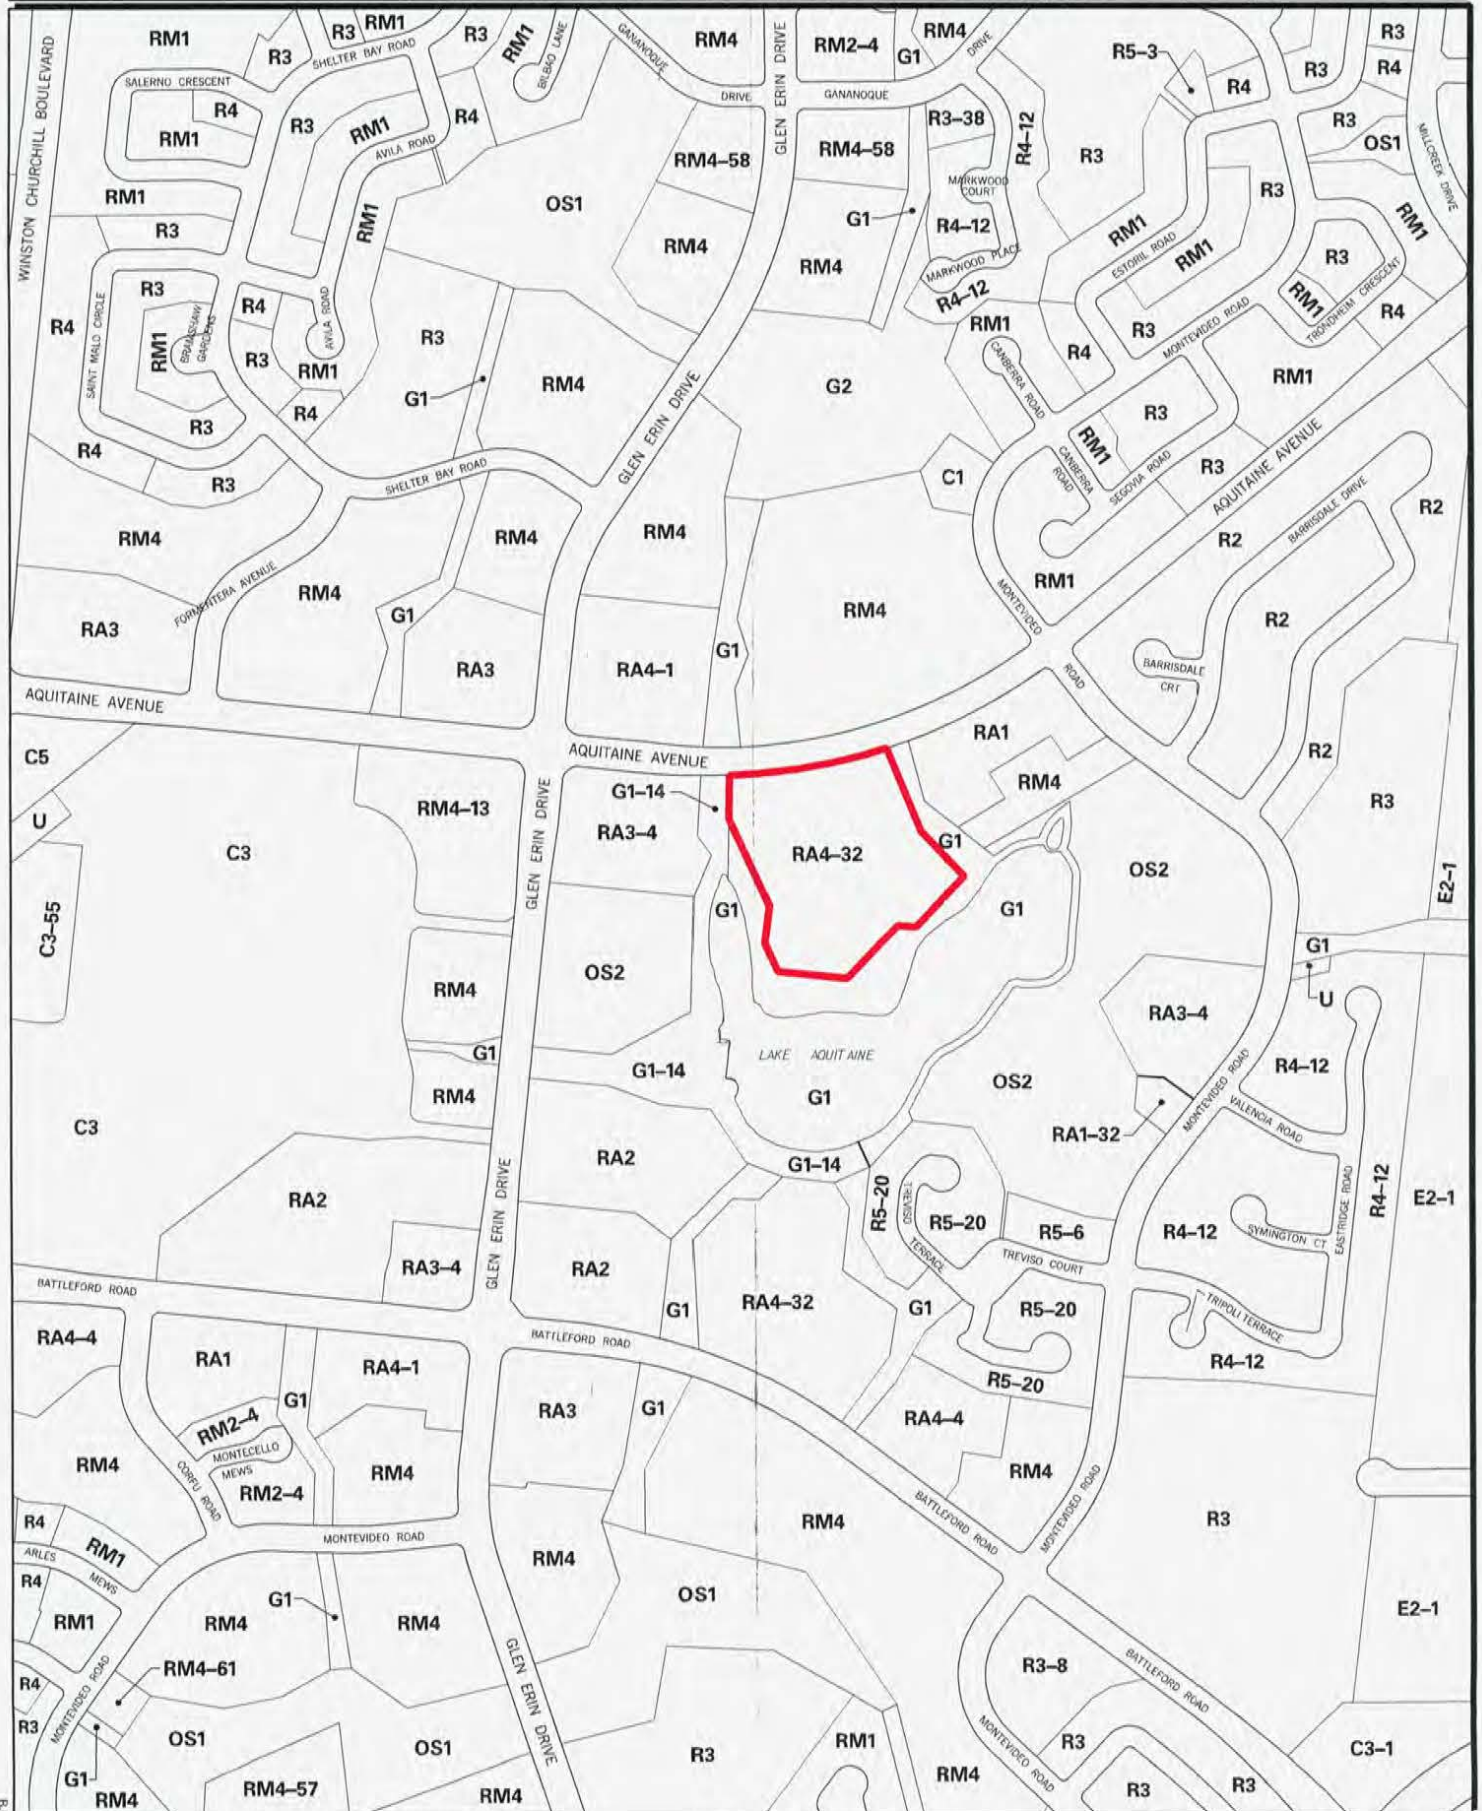 RM1
R3
R3
RM1
SHELTER BAY ROAD
R3
RM1
BILBAO LANE
GANANOQUE
DRIVE
RM4
GLEN ERIN DRIVE
RM2–4
G1
RM4
DRIVE
GANANOQUE
R5–3
R4
R3
R3
R4
WINSTON CHURCHILL BOULEVARD
SALERNO CRESCENT
R4
RM1
R3
RM1
AVILA ROAD
R4
RM4–58
RM4–58
R3–38
R4–12
R3
R3
OS1
MILLCREEK DRIVE
RM1
R3
RM1
OS1
RM4
G1
MARKWOOD
COURT
R4–12
MARKWOOD PLACE
R4–12
RM4
R3
RM1
ESTORIL ROAD
RM1
R3
RM1
RM1
TRONDHEIM CRESCENT
R4
R4
SAINT MALO CIRCLE
R3
RM1
BRAMSHAW
GARDENS
R4
R3
AVILA ROAD
RM1
R4
R3
G1
RM4
GLEN ERIN DRIVE
G2
RM1
CANBERRA ROAD
R4
R3
MONTEVIDEO ROAD
RM1
R3
R4
R3
RM4
SHELTER BAY ROAD
RM4
RM4
C1
RM1
CANBERRA
ROAD
R3
SEGOVIA ROAD
R3
AQUITAINE AVENUE
BARRISDALE DRIVE
R2
R2
RA3
FORMENTERA AVENUE
RM4
G1
RA3
RA4–1
G1
RM4
MONTEVIDEO
ROAD
RM1
R2
BARRISDALE
CRT
R2
R3
E2–1
AQUITAINE AVENUE
AQUITAINE AVENUE
C5
U
C3
C3–55
RM4–13
GLEN ERIN DRIVE
G1–14
RA3–4
RA4–32
G1
RA1
RM4
G1
G1
OS2
OS2
RM4
G1
RM4
G1–14
LAKE AQUITAINE
G1
OS2
RA3–4
G1
U
R4–12
C3
RA2
RA2
G1–14
R5–20
TREVISO
TERRACE
R5–20
R5–6
TREVISO COURT
RA1–32
MONTEVIDEO ROAD
VALENCIA ROAD
R4–12
SYMINGTON CT
EASTRIDGE ROAD
R4–12
E2–1
RA2
RA3–4
GLEN ERIN DRIVE
RA2
G1
RA4–32
G1
R5–20
R5–20
TRIPOLI TERRACE
R4–12
BATTLEFORD ROAD
BATTLEFORD ROAD
RA4–4
RA1
G1
RA4–1
RM2–4
MONTECELLO
MEWS
RM2–4
RM4
RM4
CORFU ROAD
RA3
G1
RA4–4
RM4
BATTLEFORD ROAD
MONTEVIDEO ROAD
R3
R4
RM1
ARLES
MEWS
R4
RM1
MONTEVIDEO ROAD
RM4
RM4
G1
RM4
RM4
OS1
E2–1
RM4–61
R4
R3
MONTEVIDEO ROAD
G1
RM4
OS1
RM4–57
OS1
RM4
GLEN ERIN DRIVE
R3
RM1
RM4
R3–8
BATTLEFORD ROAD
MONTEVIDEO ROAD
R3
R3
R3
C3–1